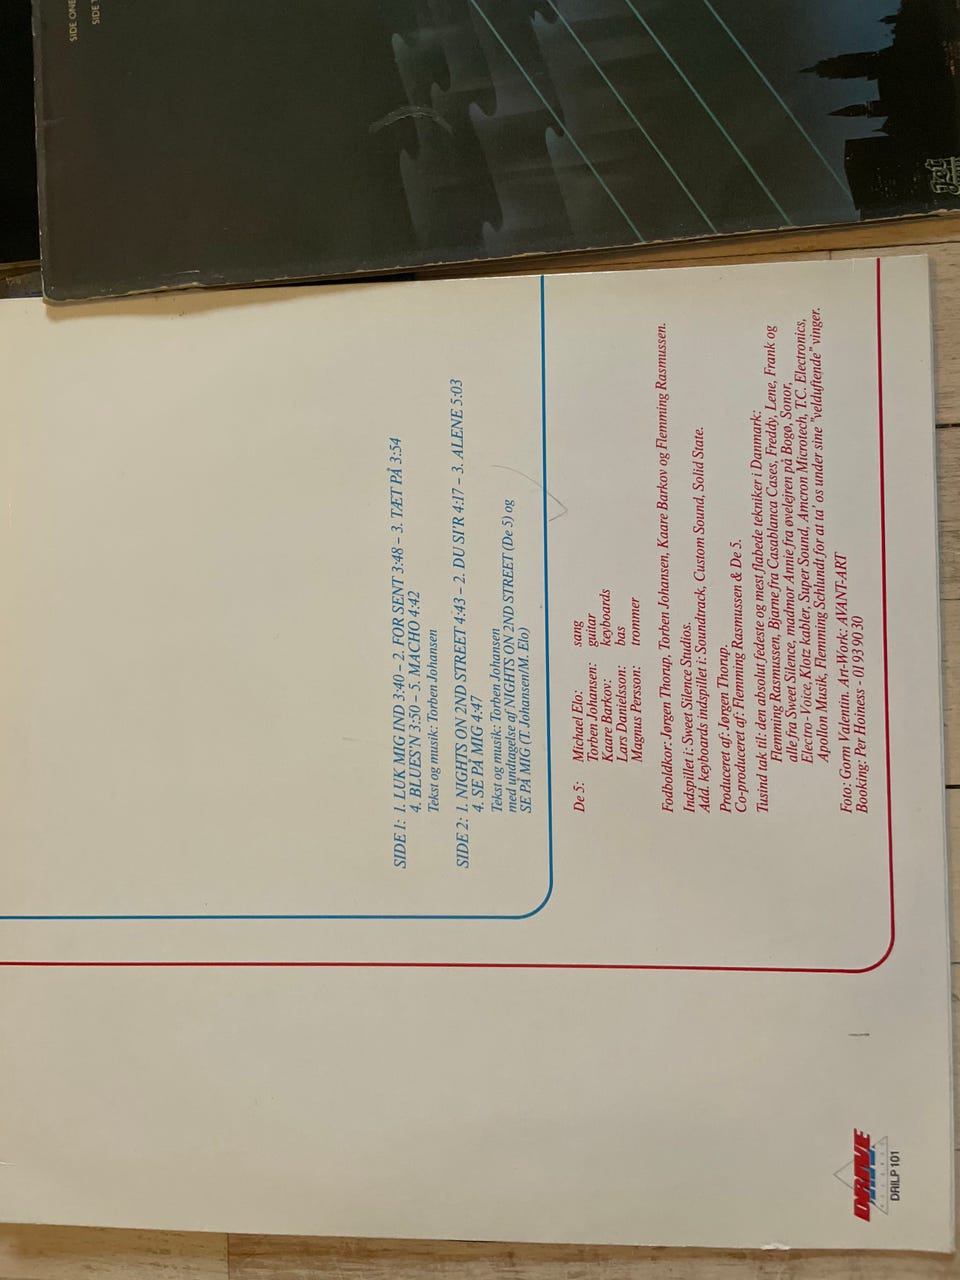 SIDE ONE
SIDE
SIDE 1: 1. LUK MIG IND 3:40 – 2. FOR SENT 3:48 – 3. TÆT PÅ 3:54
4. BLUES'N 3:50 – 5. MACHO 4:42
Tekst og musik: Torben Johansen
SIDE 2: 1. NIGHTS ON 2ND STREET 4:43 – 2. DU SI'R 4:17 – 3. ALENE 5:03
4. SE PÅ MIG 4:47
Tekst og musik: Torben Johansen
med undtagelse af NIGHTS ON 2ND STREET (De 5) og
SE PÅ MIG (T. Johansen/M. Elo)
De 5: Michael Elo: sang
Torben Johansen: guitar
Kaare Barkov: keyboards
Lars Danielsson: bas
Magnus Persson: trommer
Fodboldkor: Jørgen Thorup, Torben Johansen, Kaare Barkov og Flemming Rasmussen.
Indspillet i: Sweet Silence Studios.
Add. keyboards indspillet i: Soundtrack, Custom Sound, Solid State.
Produceret af: Jørgen Thorup.
Co-produceret af: Flemming Rasmussen & De 5.
Tusind tak til: den absolut fedeste og mest flabede tekniker i Danmark:
Flemming Rasmussen, Bjarne fra Casablanca Cases, Freddy, Lene, Frank og
alle fra Sweet Silence, madmor Annie fra øvelejren på Bogø, Sonor,
Electro-Voice, Klotz kabler, Super Sound, Amcron Microtech, T.C. Electronics,
Apollon Musik, Flemming Schlundt for at ta' os under sine "velduftende" vinger.
Foto: Gorm Valentin. Art-Work: AVANT-ART
Booking: Per Hoiness - 01 93 90 30
DRIVE
RECORDS
DRILP 101